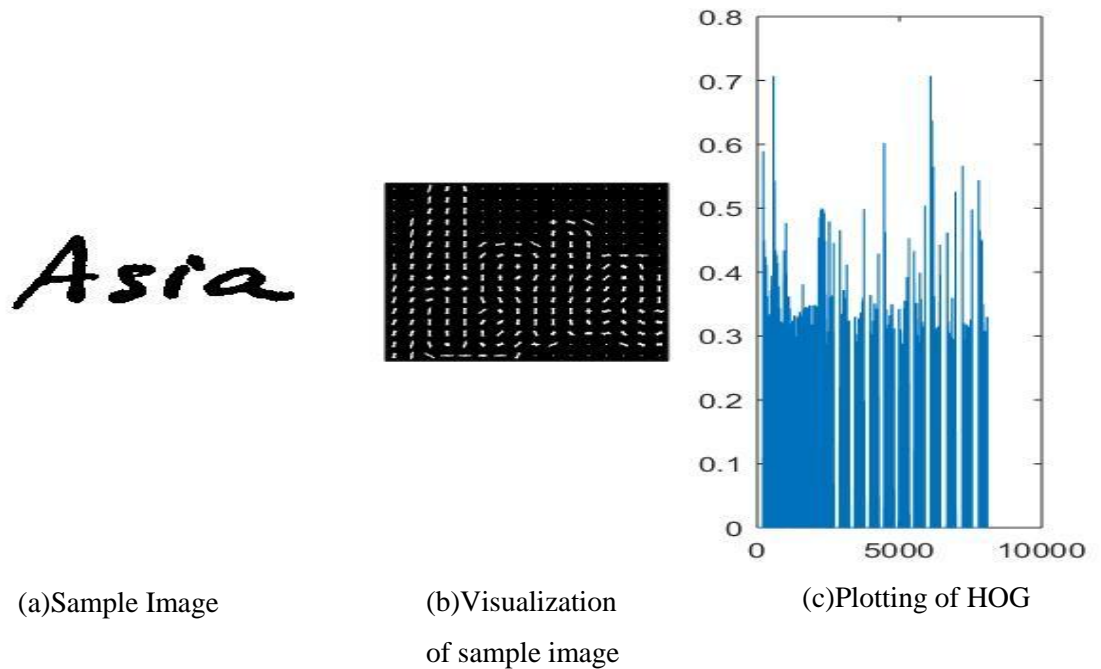 0.8
0.7
0.6
0.5
0.4
0.3
0.2
0.1
0
0 5000 10000
Asia
(a)Sample Image
(b)Visualization
of sample image
(c)Plotting of HOG